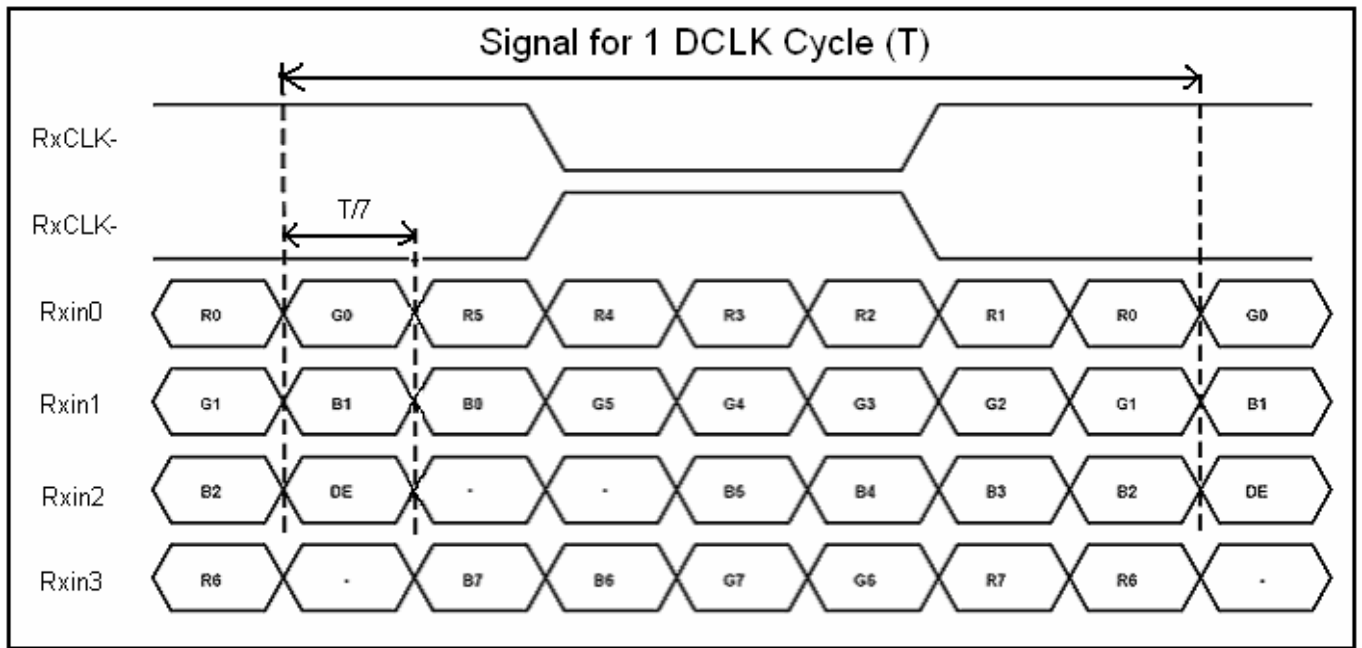 Signal for 1 DCLK Cycle (T)
RxCLK-
RxCLK-
T/7
Rxin0 R0 G0 R5 R4 R3 R2 R1 R0 G0
Rxin1 G1 B1 B0 G5 G4 G3 G2 G1 B1
Rxin2 B2 DE - - B5 B4 B3 B2 DE
Rxin3 R6 - B7 B6 G7 G6 R7 R6 -